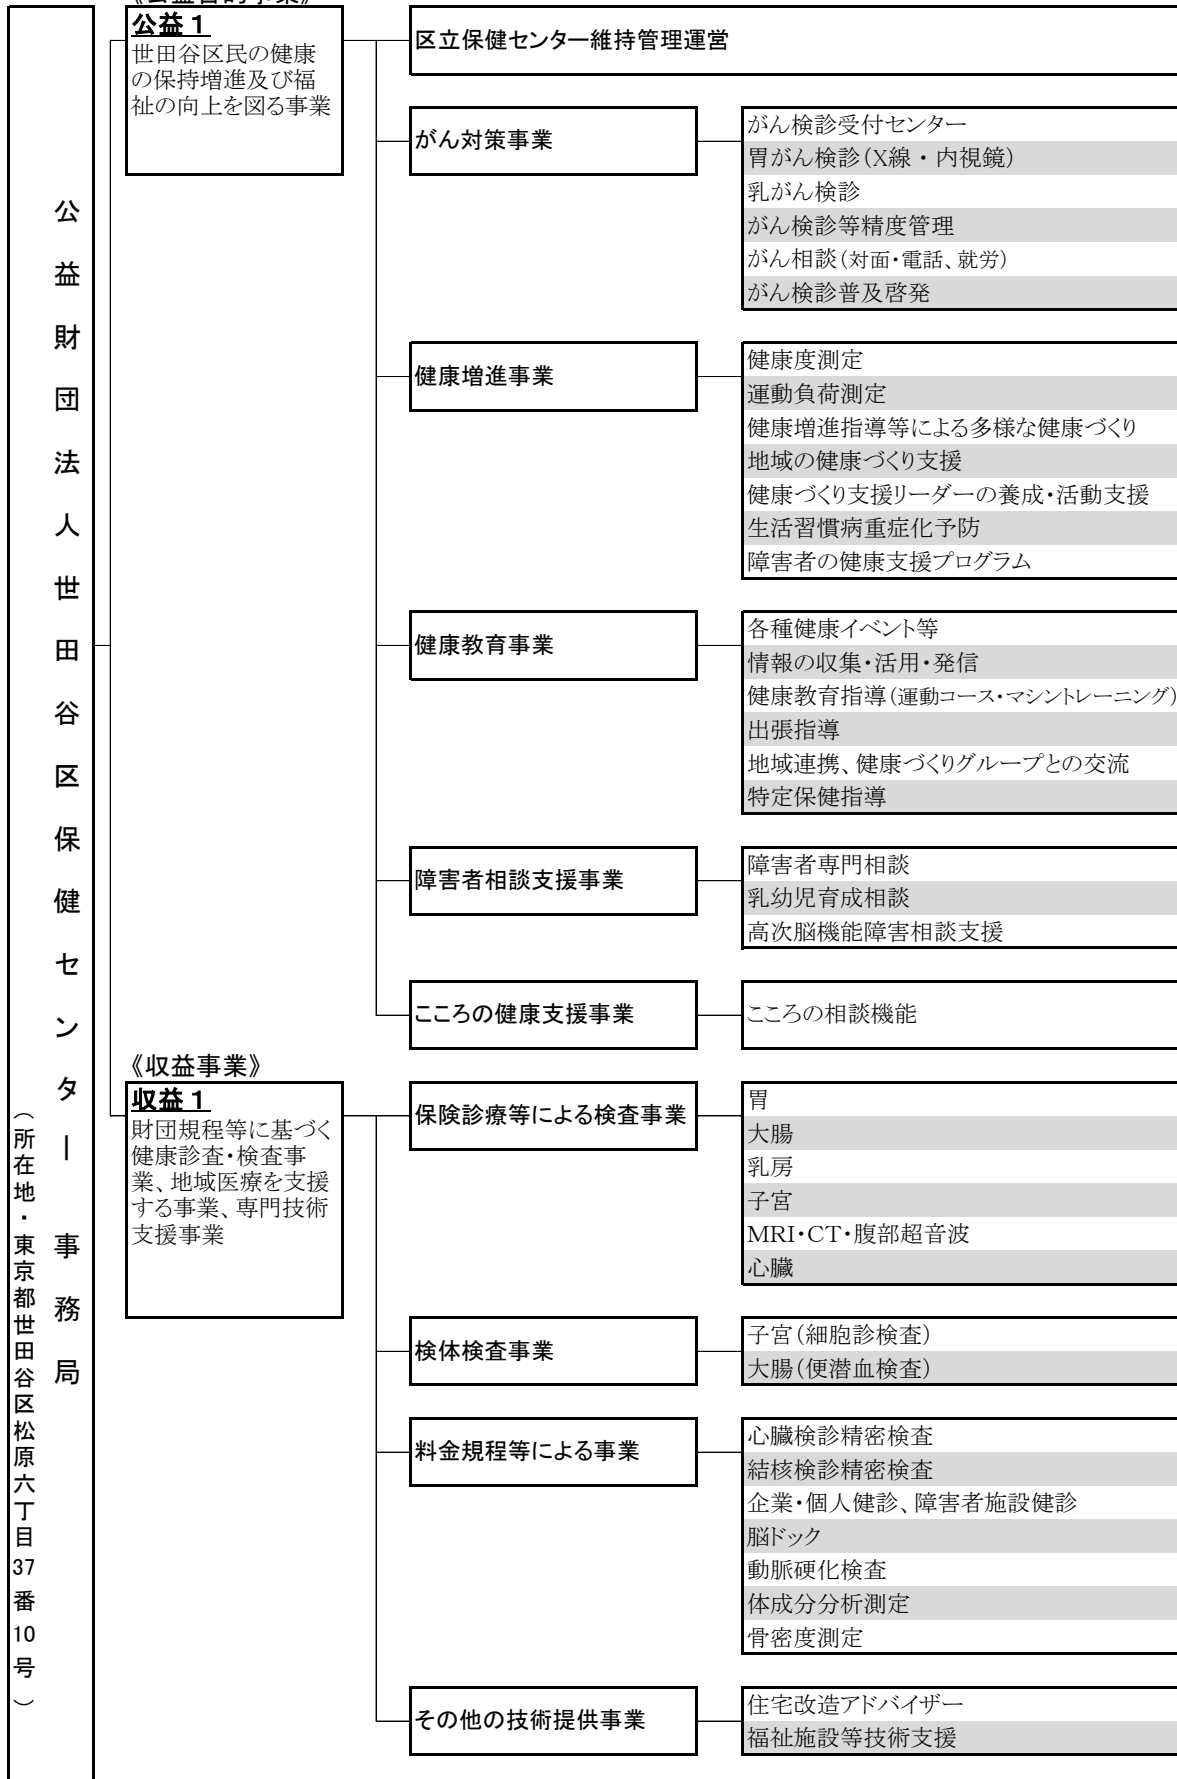 《公益目的事業》
公益１
世田谷区民の健康
の保持増進及び福
祉の向上を図る事業
区立保健センター維持管理運営
がん対策事業
がん検診受付センター
胃がん検診（X線・内視鏡）
乳がん検診
がん検診等精度管理
がん相談（対面・電話、就労）
がん検診普及啓発
健康増進事業
健康度測定
運動負荷測定
健康増進指導等による多様な健康づくり
地域の健康づくり支援
健康づくり支援リーダーの養成・活動支援
生活習慣病重症化予防
障害者の健康支援プログラム
健康教育事業
各種健康イベント等
情報の収集・活用・発信
健康教育指導（運動コース・マシントレーニング）
出張指導
地域連携、健康づくりグループとの交流
特定保健指導
障害者相談支援事業
障害者専門相談
乳幼児育成相談
高次脳機能障害相談支援
こころの健康支援事業
こころの相談機能
《収益事業》
収益１
財団規程等に基づく
健康診査・検査事
業、地域医療を支援
する事業、専門技術
支援事業
保険診療等による検査事業
胃
大腸
乳房
子宮
MRI・CT・腹部超音波
心臓
検体検査事業
子宮（細胞診検査）
大腸（便潜血検査）
料金規程等による事業
心臓検診精密検査
結核検診精密検査
企業・個人健診、障害者施設健診
脳ドック
動脈硬化検査
体成分分析測定
骨密度測定
その他の技術提供事業
住宅改造アドバイザー
福祉施設等技術支援
公益財団法人世田谷区保健センター　事務局
（所在地・東京都世田谷区松原六丁目37番10号）